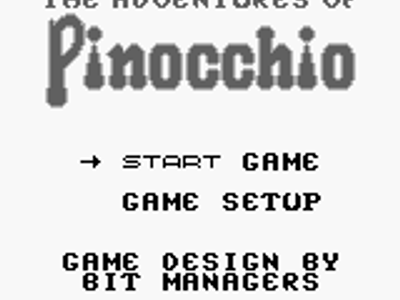 THE ADVENTURES OF
Pinocchio
→ START GAME
GAME SETUP
GAME DESIGN BY
BIT MANAGERS